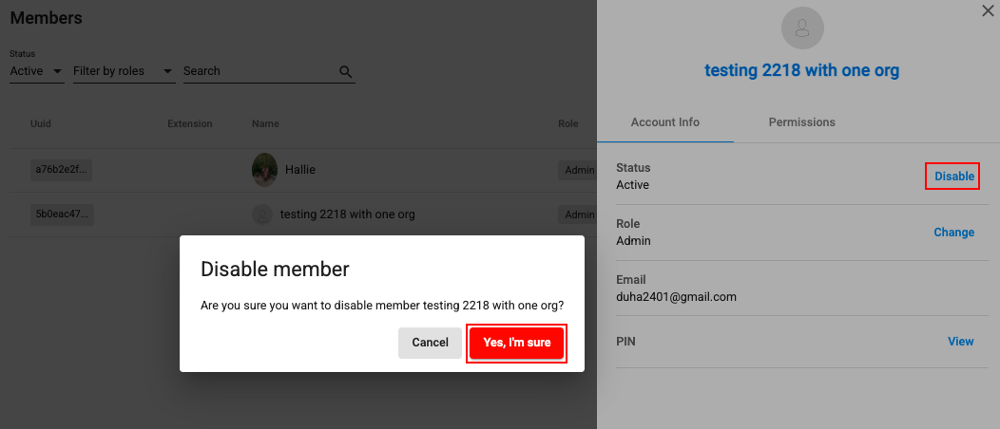 Members
Status
Active
Filter by roles
Search
Uuid
Extension
Name
Role
a76b2e2f...
Hallie
Admin
5b0eac47...
testing 2218 with one org
Admin
Disable member
Are you sure you want to disable member testing 2218 with one org?
Cancel
Yes, I'm sure
testing 2218 with one org
Account Info
Permissions
Status
Active
Disable
Role
Admin
Change
Email
duha2401@gmail.com
PIN
View